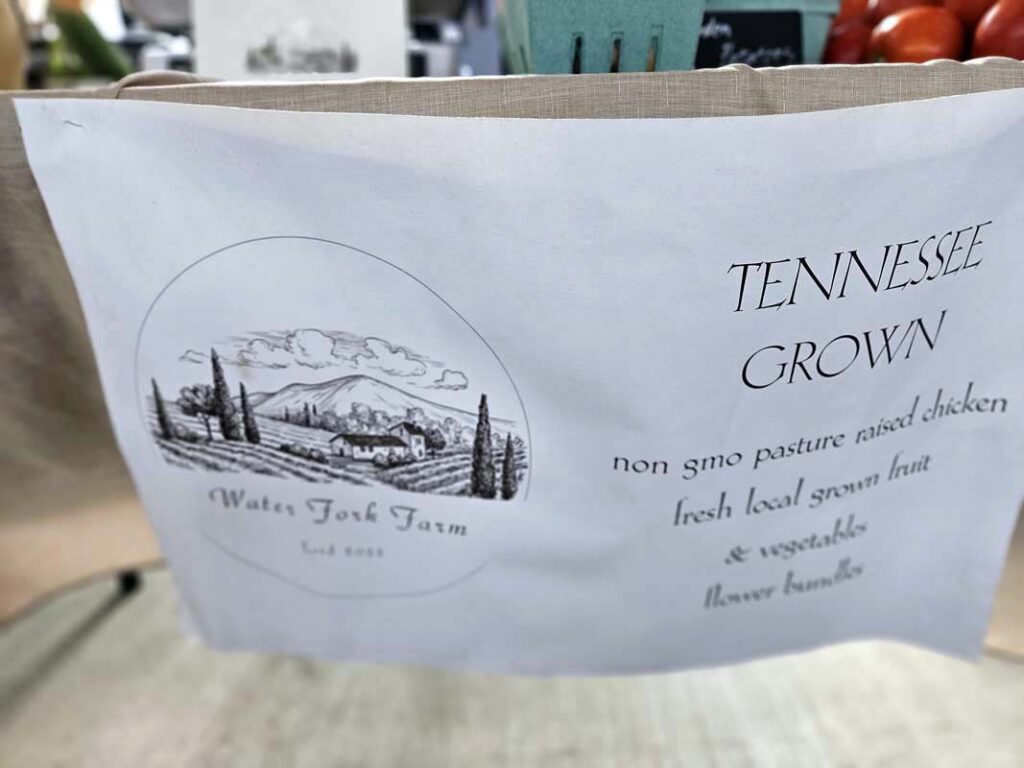 Water Fork Farm
TENNESSEE
GROWN
non gmo pasture raised chicken
fresh local grown fruit
& vegetables
flower bundles